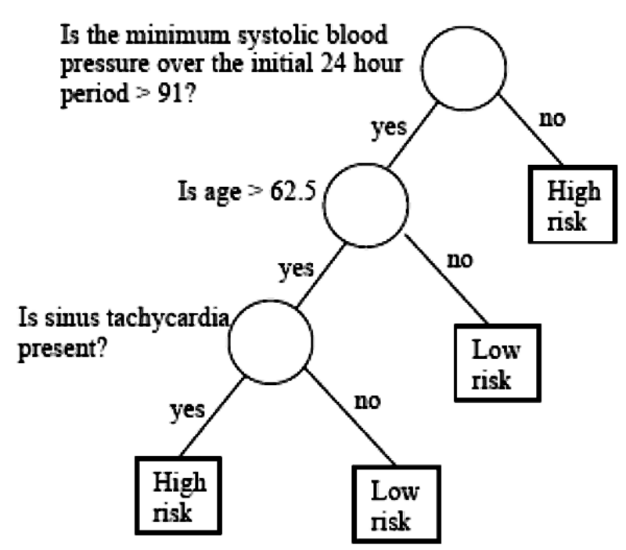 Is the minimum systolic blood
pressure over the initial 24 hour
period > 91?
yes
no
High
risk
Is age > 62.5
yes
no
Low
risk
Is sinus tachycardia
present?
yes
no
High
risk
Low
risk